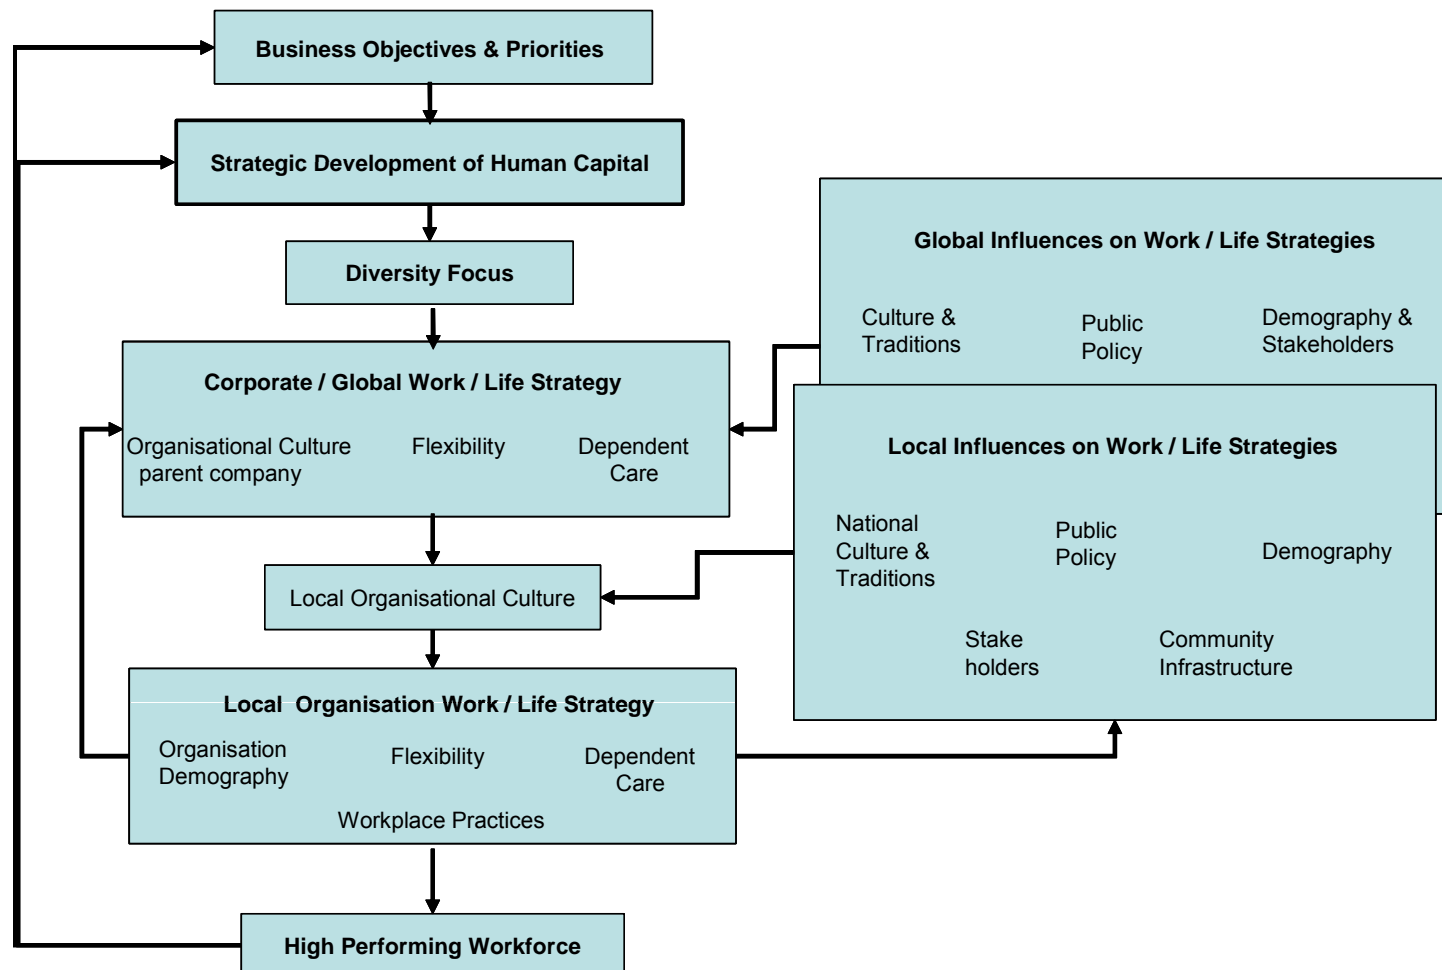 Business Objectives & Priorities
Strategic Development of Human Capital
Diversity Focus
Corporate / Global Work / Life Strategy
Organisational Culture
parent company
Flexibility
Dependent
Care
Local Organisational Culture
Local Organisation Work / Life Strategy
Organisation
Demography
Flexibility
Dependent
Care
Workplace Practices
High Performing Workforce
Global Influences on Work / Life Strategies
Culture &
Traditions
Public
Policy
Demography &
Stakeholders
Local Influences on Work / Life Strategies
National
Culture &
Traditions
Public
Policy
Demography
Stake
holders
Community
Infrastructure